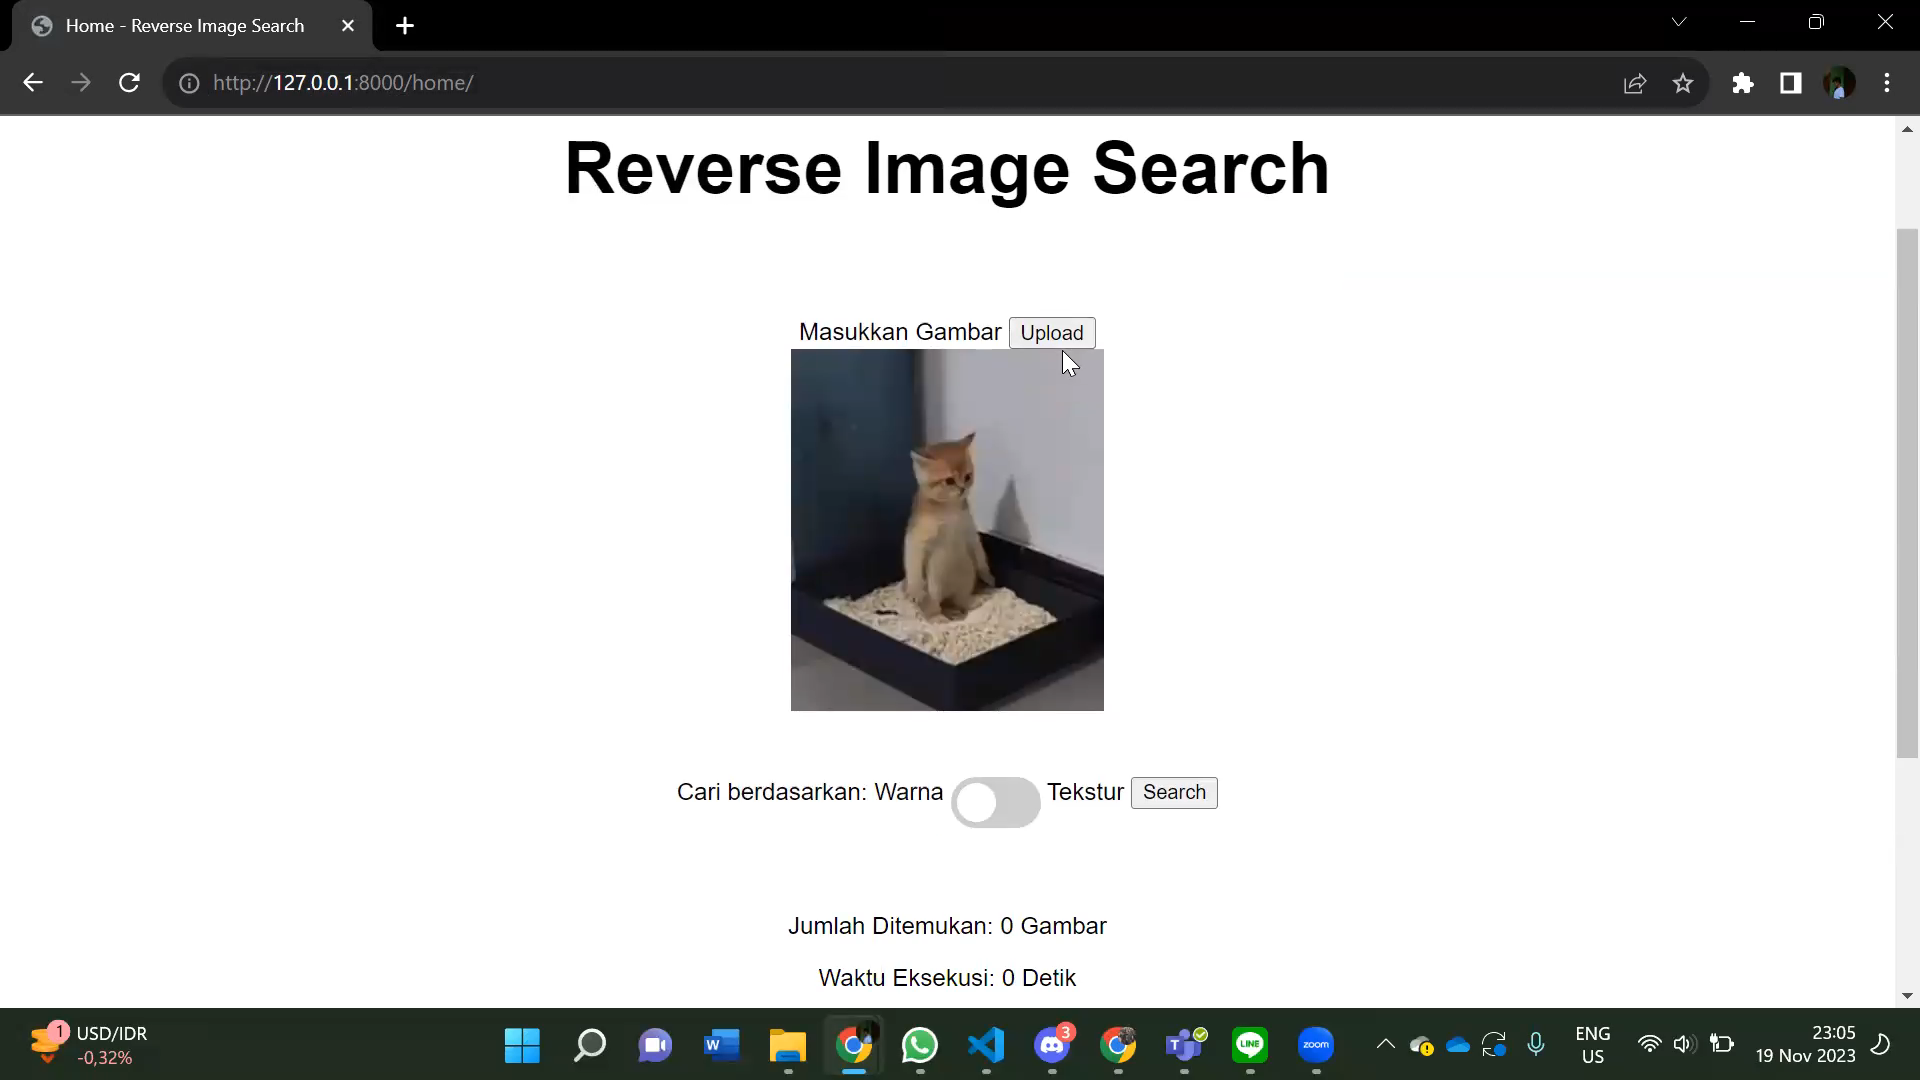 Home - Reverse Image Search
http://127.0.0.1:8000/home/
Reverse Image Search
Masukkan Gambar Upload
Cari berdasarkan: Warna Tekstur Search
Jumlah Ditemukan: 0 Gambar
Waktu Eksekusi: 0 Detik
1 USD/IDR
-0,32%
W
3
T
LINE
zoom
ENG
US
23:05
19 Nov 2023